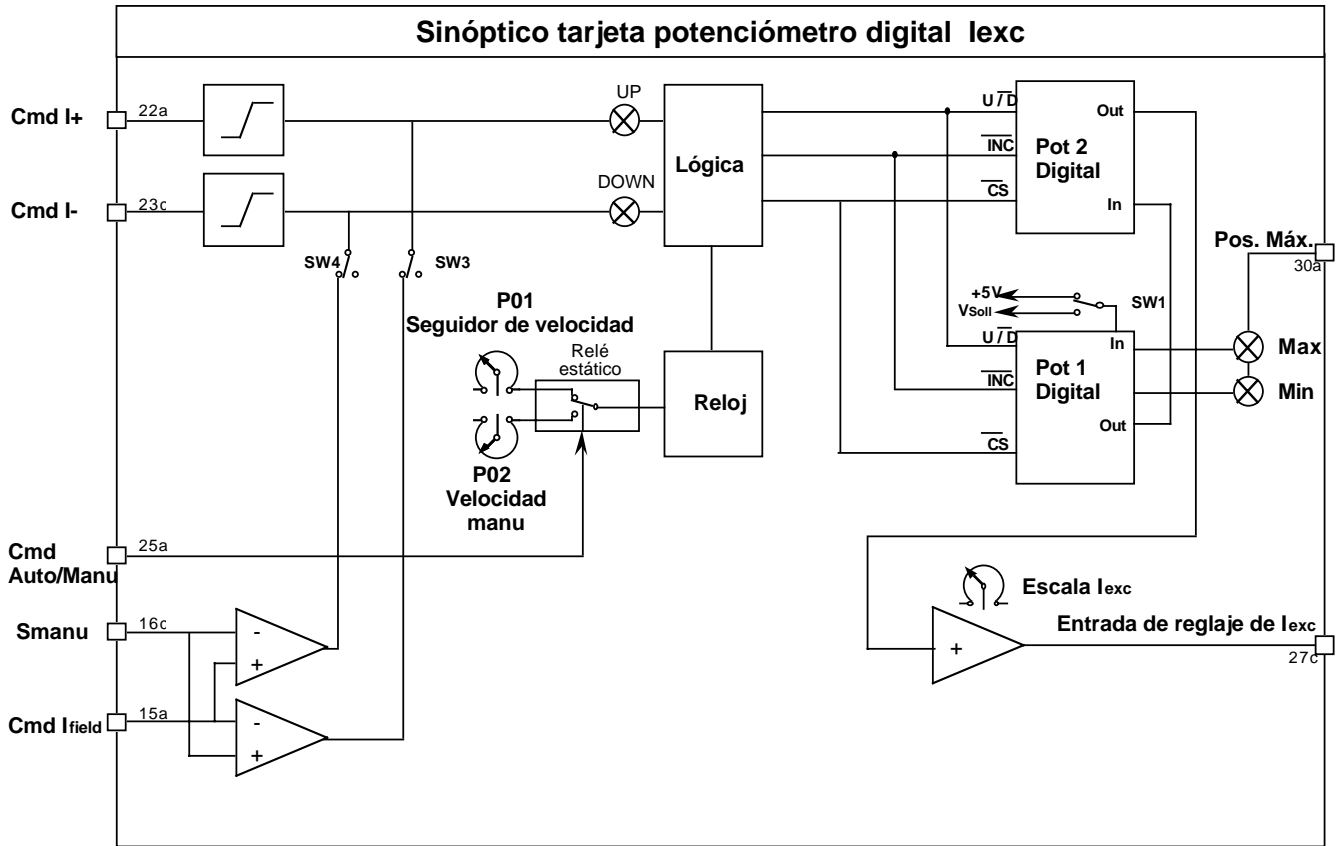 Sinóptico tarjeta potenciómetro digital Iexc
Cmd I+
22a
UP
Lógica
U/D
Out
INC
Pot 2
Digital
CS
In
Cmd I-
23c
DOWN
SW4
SW3
Pos. Máx.
30a
P01
Seguidor de velocidad
Relé
estático
+5V
VSoll
SW1
U/D
In
Max
INC
Pot 1
Digital
Min
Out
CS
Reloj
P02
Velocidad
manu
Cmd
Auto/Manu
25a
Smanu
16c
-
+
Escala Iexc
Entrada de reglaje de Iexc
+
27c
Cmd Ifield
15a
-
+